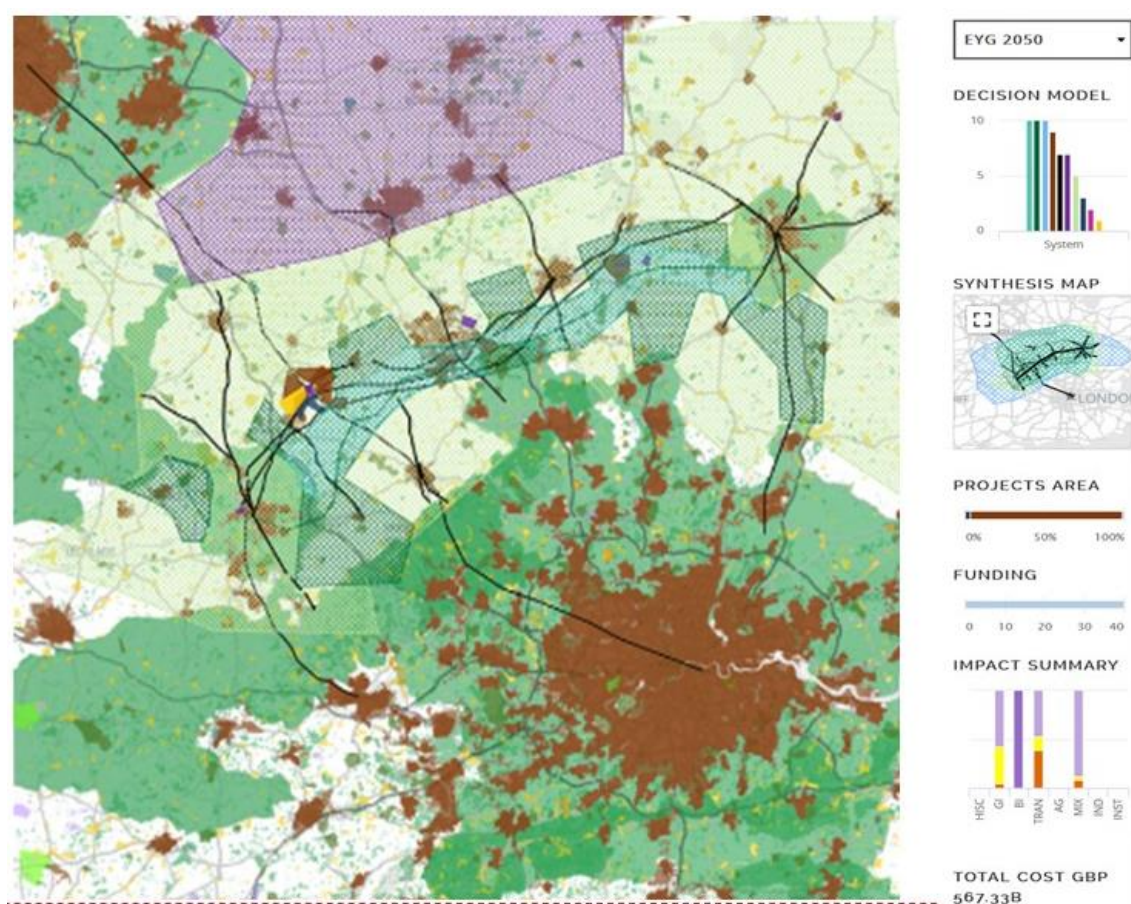 EYG 2050
DECISION MODEL
10
5
0
System
SYNTHESIS MAP
LONDON
PROJECTS AREA
0% 50% 100%
FUNDING
0 10 20 30 40
IMPACT SUMMARY
HISC
GI
BI
TRAN
AG
MIX
IND
INST
TOTAL COST GBP
567.33B